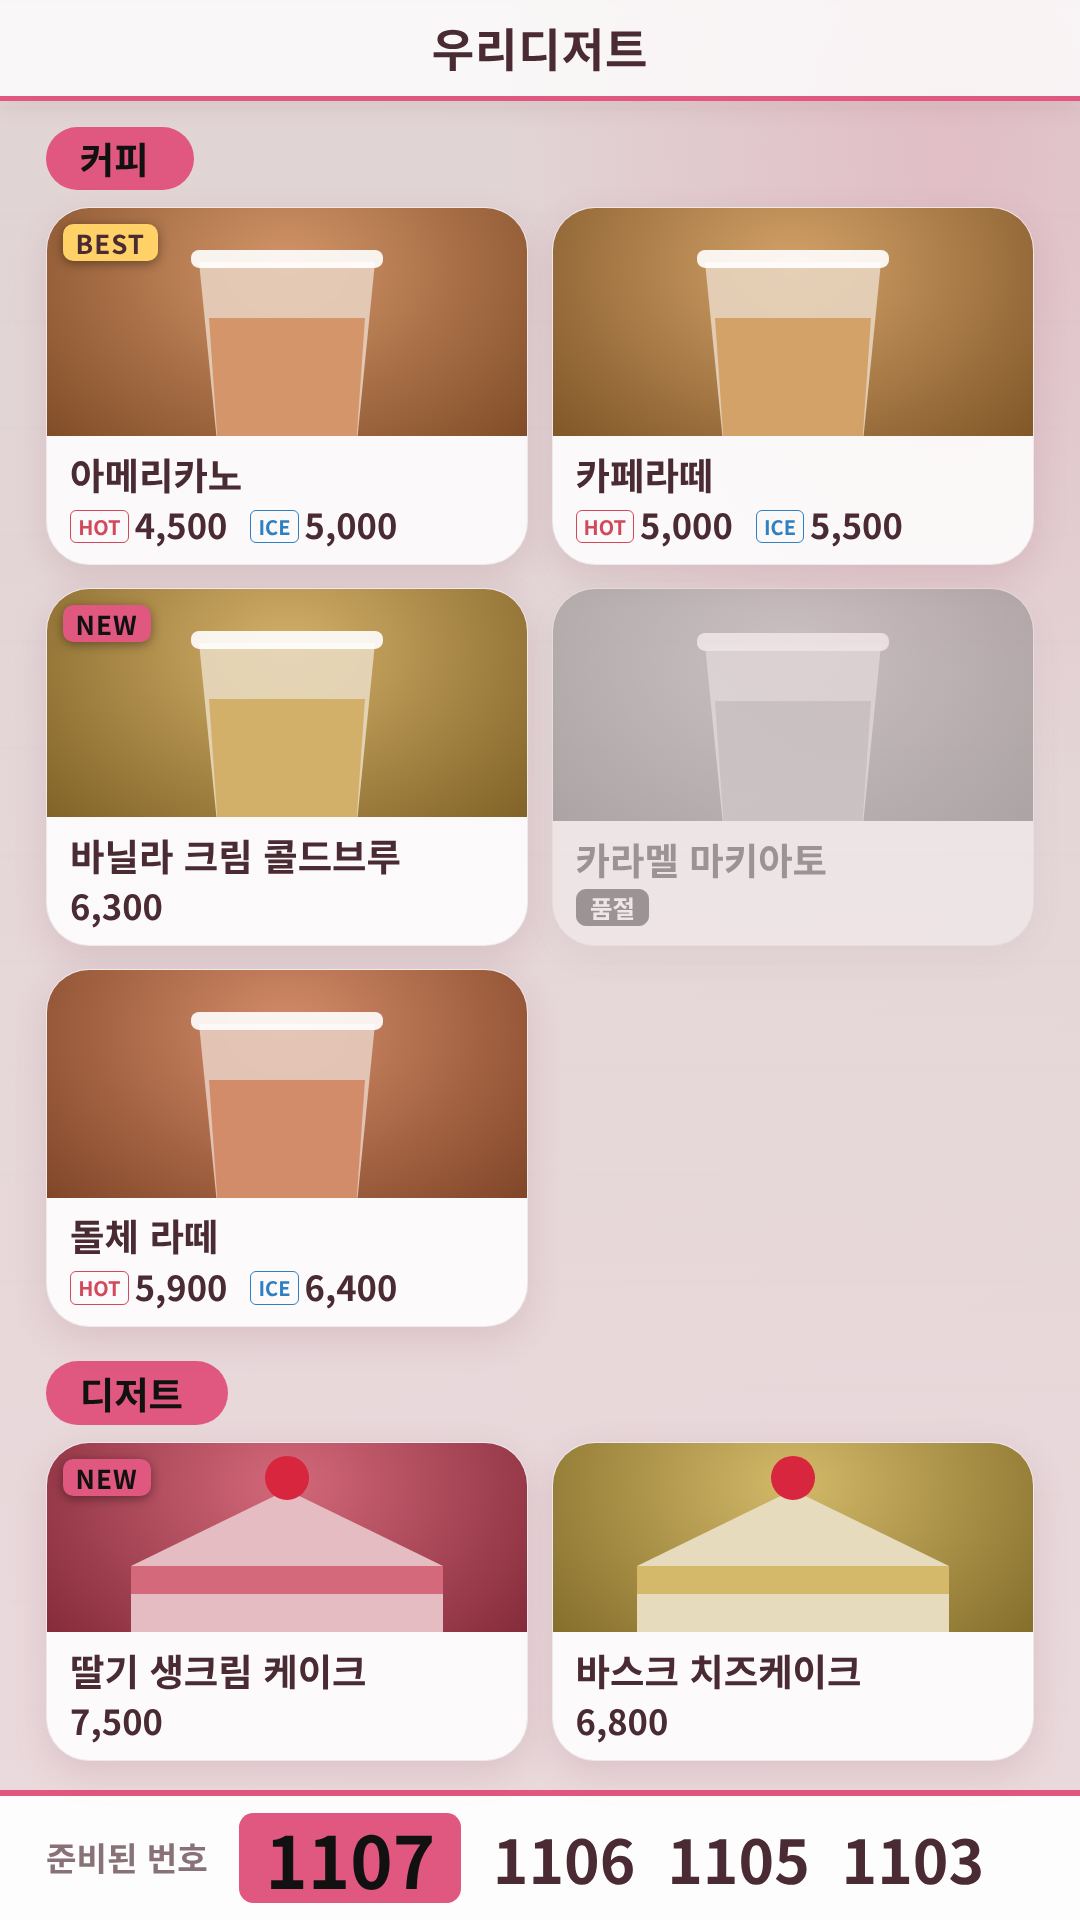 우리디저트
커피
BEST
아메리카노
HOT 4,500 ICE 5,000
카페라떼
HOT 5,000 ICE 5,500
NEW
바닐라 크림 콜드브루
6,300
카라멜 마키아토
품절
돌체 라떼
HOT 5,900 ICE 6,400
디저트
NEW
딸기 생크림 케이크
7,500
바스크 치즈케이크
6,800
준비된 번호 1107 1106 1105 1103